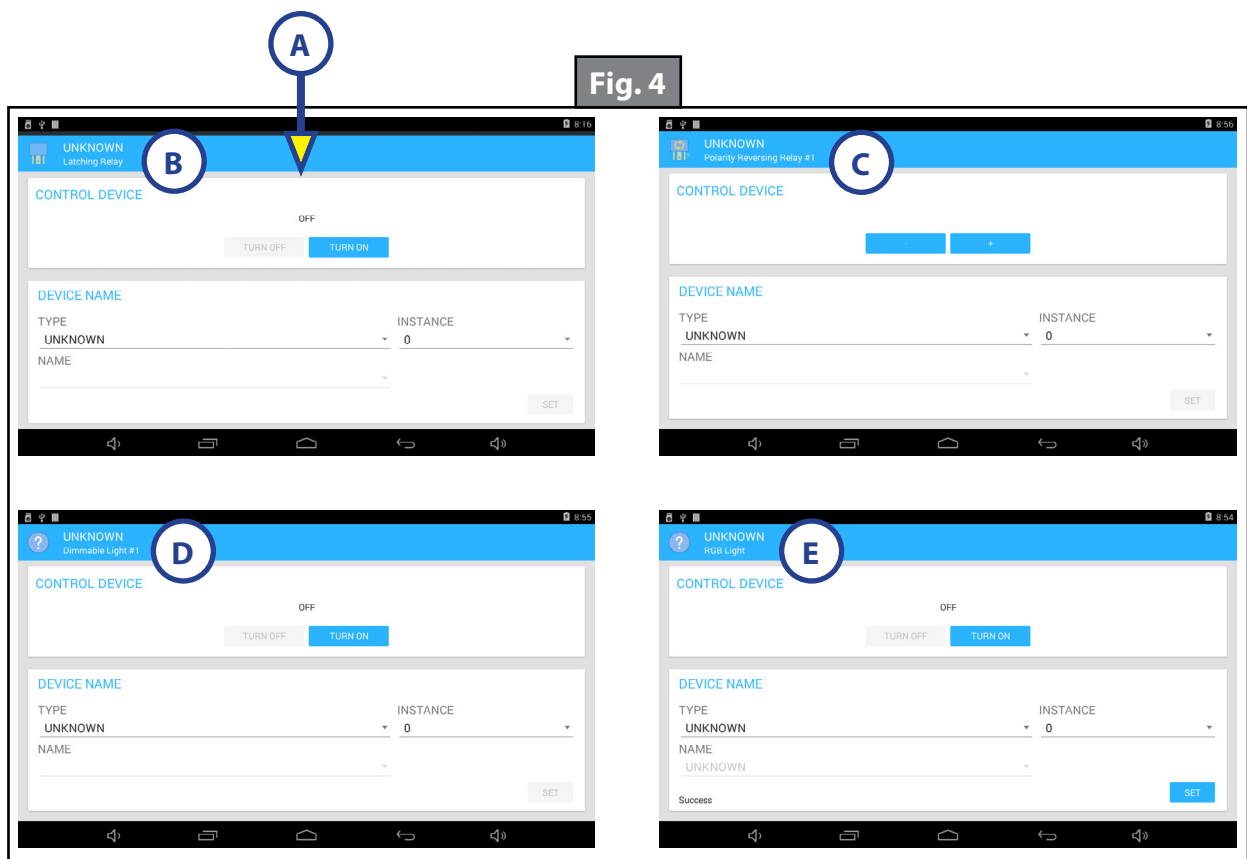 A
Fig. 4
8:16
UNKNOWN
Latching Relay
B
CONTROL DEVICE
OFF
TURN OFF TURN ON
DEVICE NAME
TYPE INSTANCE
UNKNOWN 0
NAME
SET
8:56
UNKNOWN
Polarity Reversing Relay #1
C
CONTROL DEVICE
- +
DEVICE NAME
TYPE INSTANCE
UNKNOWN 0
NAME
SET
8:55
UNKNOWN
Dimmable Light #1
D
CONTROL DEVICE
OFF
TURN OFF TURN ON
DEVICE NAME
TYPE INSTANCE
UNKNOWN 0
NAME
SET
8:54
UNKNOWN
RGB Light
E
CONTROL DEVICE
OFF
TURN OFF TURN ON
DEVICE NAME
TYPE INSTANCE
UNKNOWN 0
NAME
UNKNOWN
Success SET